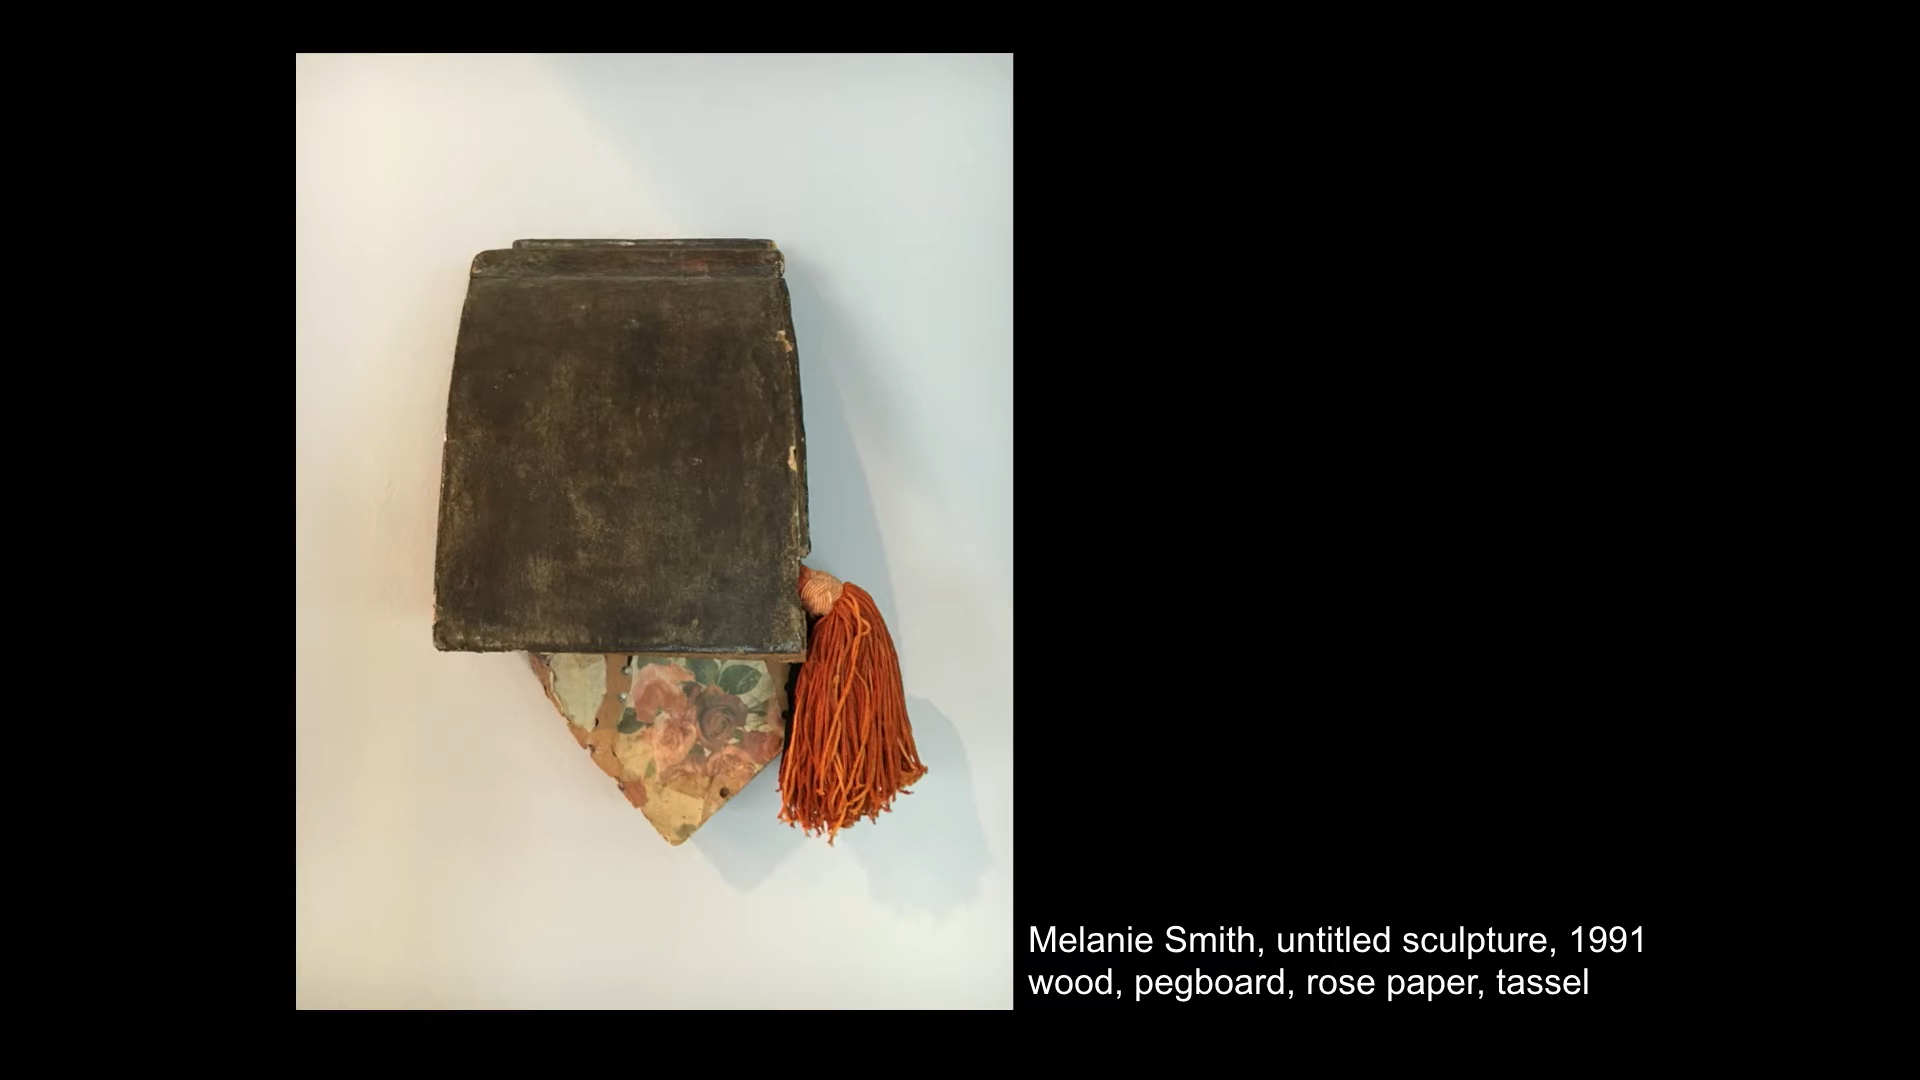 Melanie Smith, untitled sculpture, 1991
wood, pegboard, rose paper, tassel